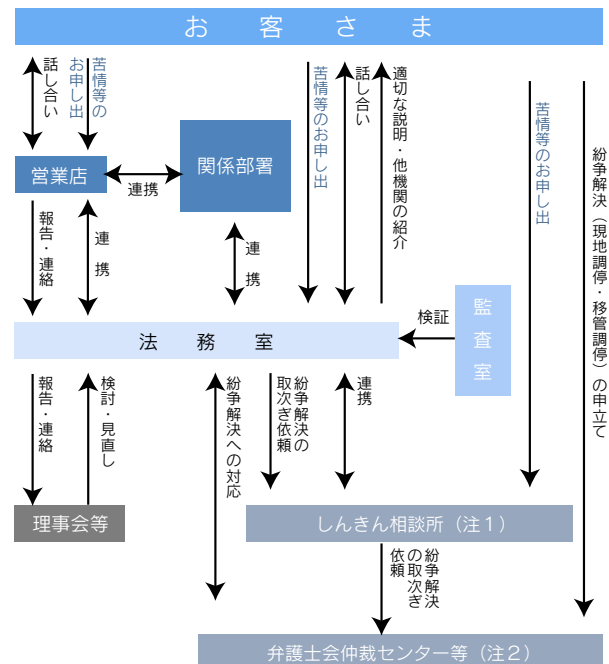 お客さま
話し合い
苦情等の
お申し出
苦情等のお申し出
話し合い
適切な説明・他機関の紹介
苦情等のお申し出
紛争解決（現地調停・移管調停）の申立て
営業店
連携
関係部署
報告・連絡
連携
連携
監査室
検証
法務室
報告・連絡
検討・見直し
紛争解決への対応
紛争解決の
取次ぎ依頼
連携
理事会等
しんきん相談所（注１）
紛争解決
の取次ぎ
依頼
弁護士会仲裁センター等（注２）